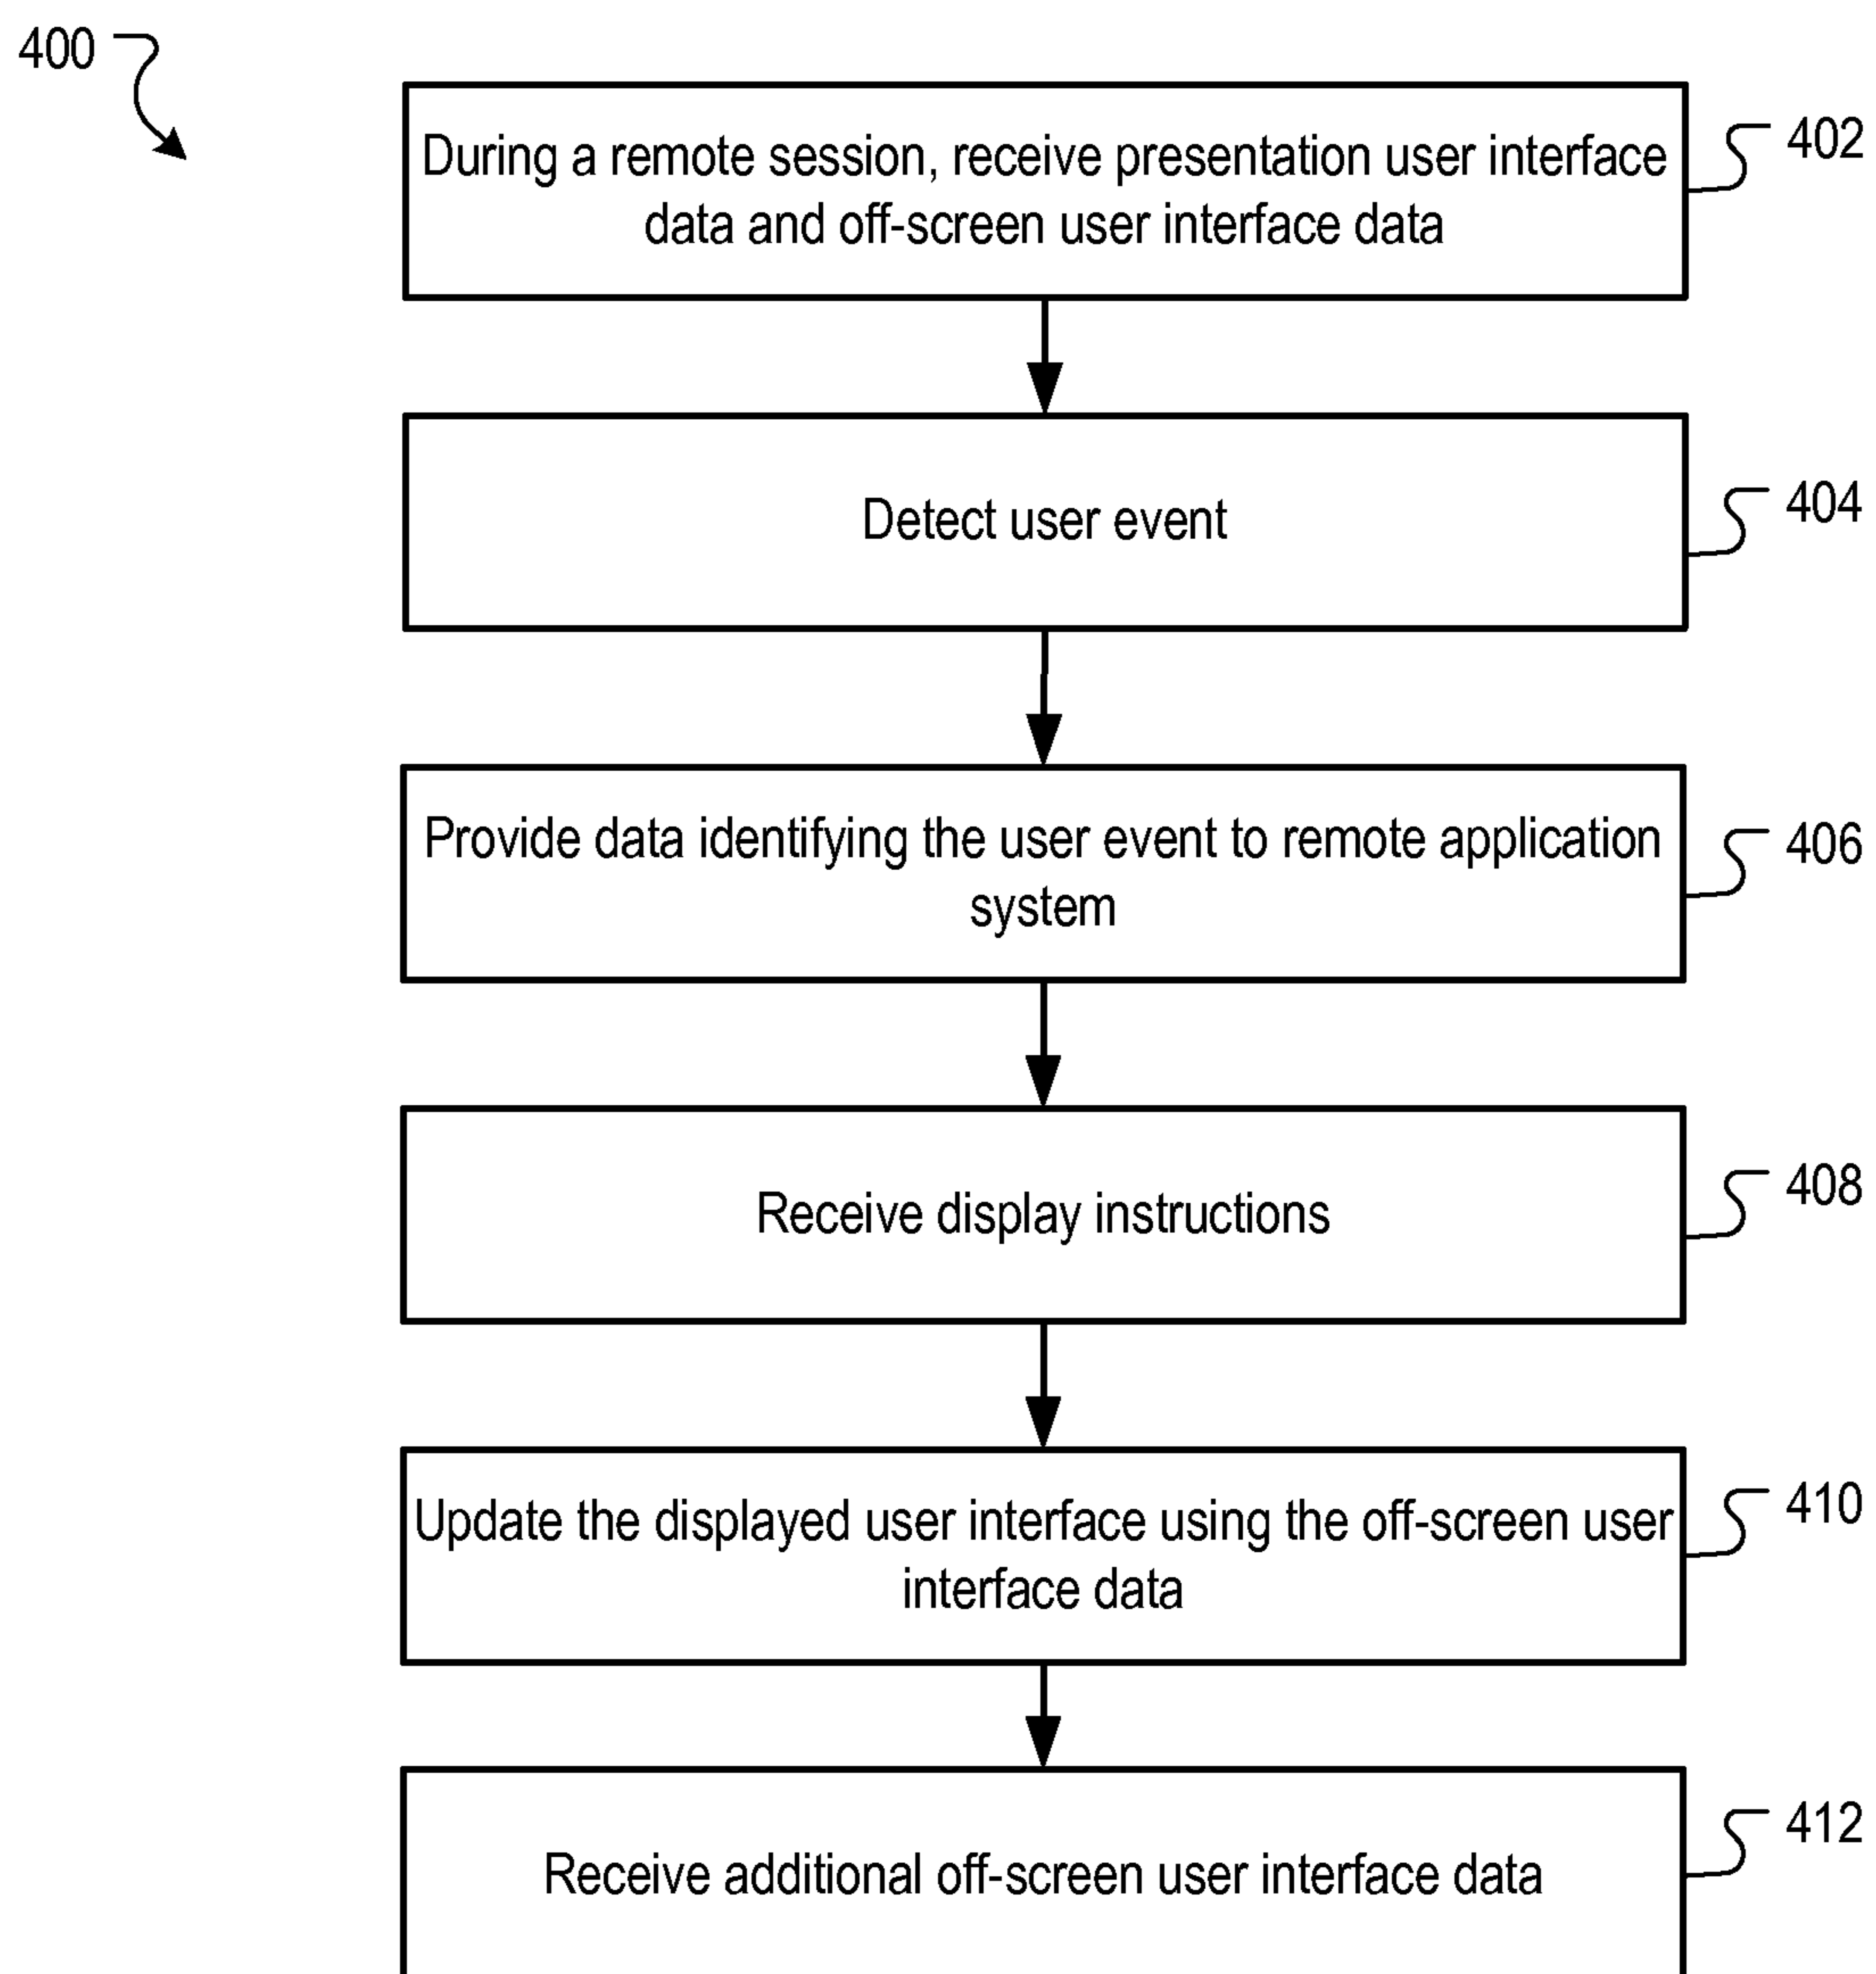 400
During a remote session, receive presentation user interface
data and off-screen user interface data
402
Detect user event
404
Provide data identifying the user event to remote application
system
406
Receive display instructions
408
Update the displayed user interface using the off-screen user
interface data
410
Receive additional off-screen user interface data
412